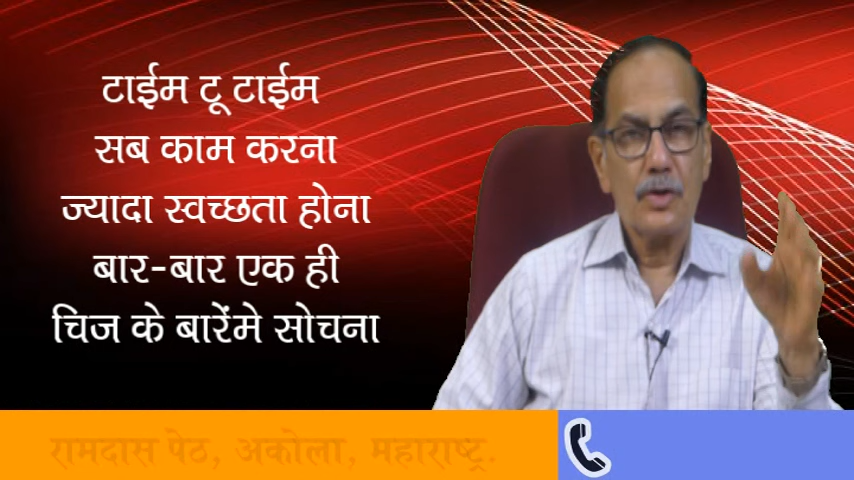 टाईम टू टाईम
सब काम करना
ज्यादा स्वच्छता होना
बार-बार एक ही
चिज के बारेंमे सोचना
रामदास पेठ, अकोला, महाराष्ट्र.